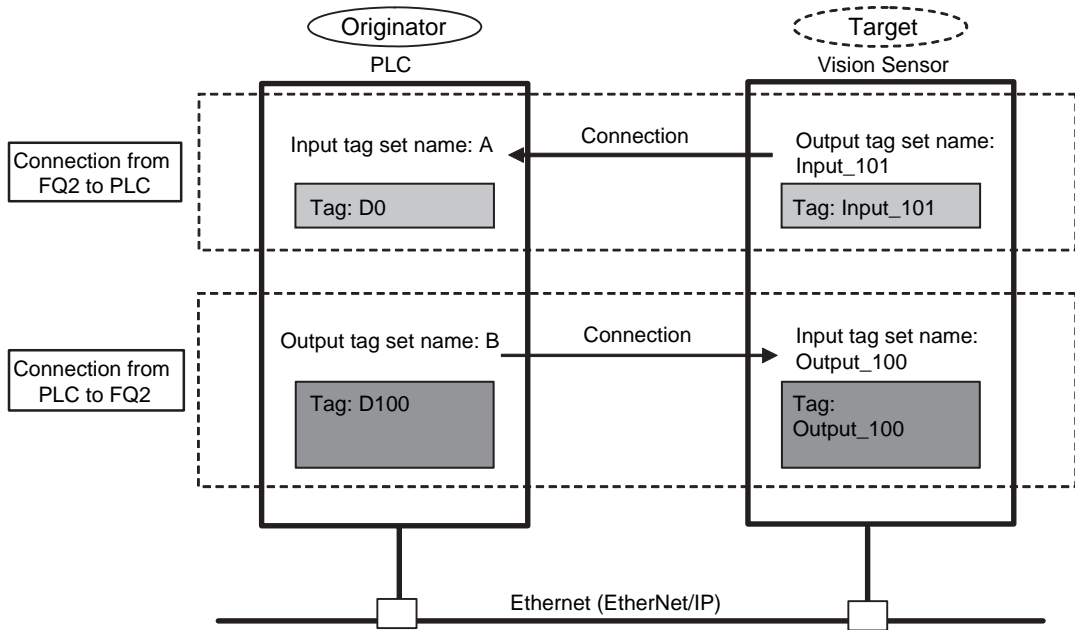 Originator
Target
PLC
Vision Sensor
Connection from
FQ2 to PLC
Input tag set name: A
Connection
Output tag set name:
Input_101
Tag: D0
Tag: Input_101
Connection from
PLC to FQ2
Output tag set name: B
Connection
Input tag set name:
Output_100
Tag: D100
Tag:
Output_100
Ethernet (EtherNet/IP)